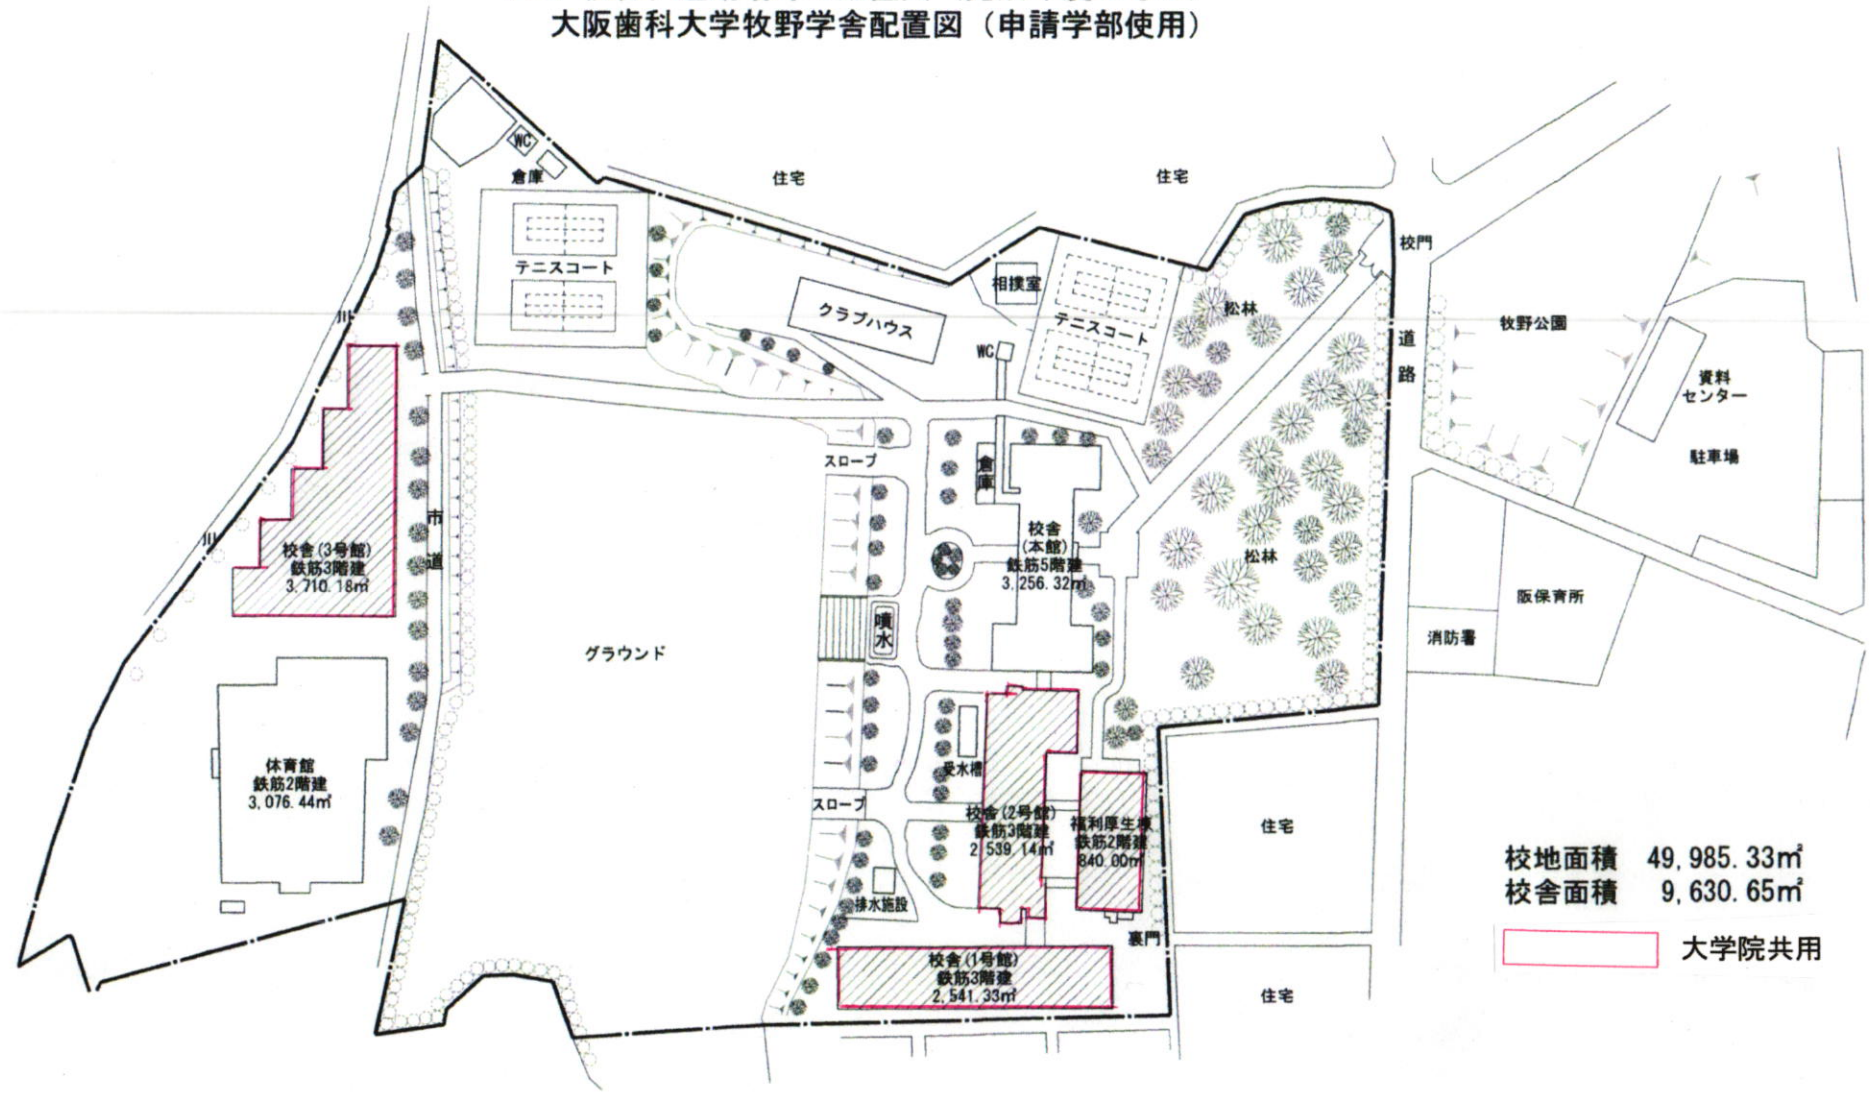 大阪歯科大学牧野学舎配置図（申請学部使用）
WC
倉庫
住宅
住宅
テニスコート
校門
相撲室
クラブハウス
テニスコート
松林
川
WC
道路
牧野公園
資料
センター
駐車場
スロープ
倉庫
川
市道
校舎(3号館)
鉄筋3階建
3,710.18㎡
校舎
(本館)
鉄筋5階建
3,256.32㎡
松林
阪保育所
消防署
噴水
グラウンド
体育館
鉄筋2階建
3,076.44㎡
受水槽
スロープ
校舎(2号館)
鉄筋3階建
2,539.14㎡
福利厚生棟
鉄筋2階建
840.00㎡
住宅
排水施設
裏門
校舎(1号館)
鉄筋3階建
2,541.33㎡
住宅
校地面積 49,985.33㎡
校舎面積 9,630.65㎡
大学院共用